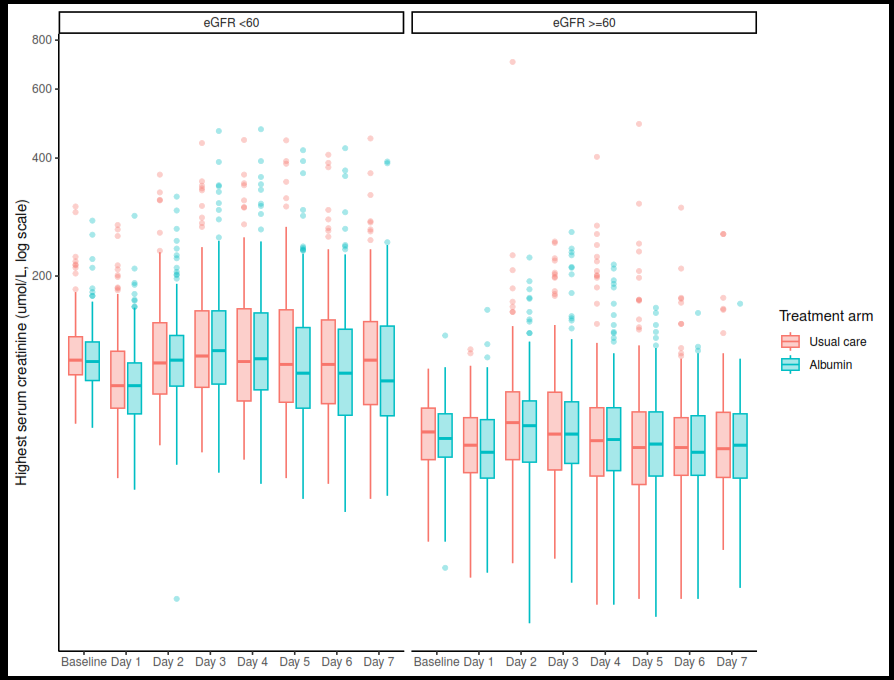 eGFR <60
eGFR >=60
Highest serum creatinine (umol/L, log scale)
800
600
400
200
Baseline Day 1 Day 2 Day 3 Day 4 Day 5 Day 6 Day 7
Baseline Day 1 Day 2 Day 3 Day 4 Day 5 Day 6 Day 7
Treatment arm
Usual care
Albumin